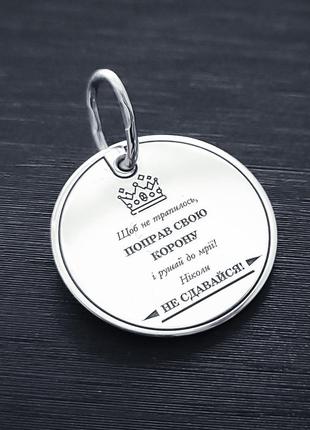 Щоб не трапилось,
ПОПРАВ СВОЮ
КОРОНУ
і рушай до мрії!
Ніколи
НЕ СДАВАЙСЯ!